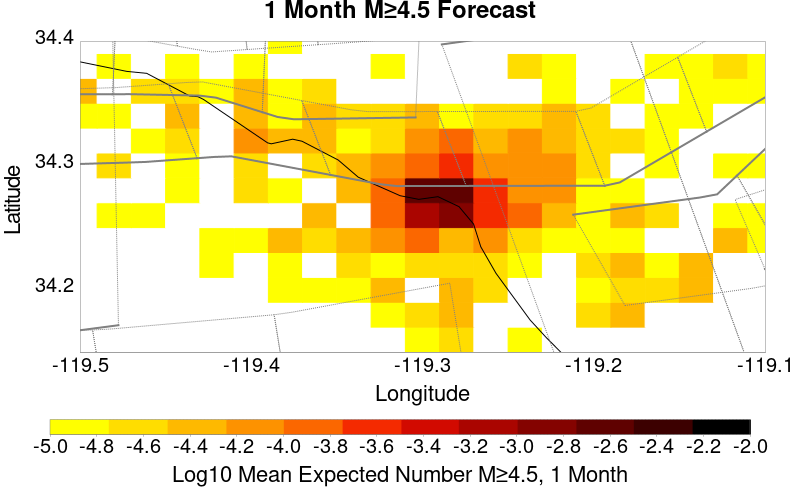 1 Month M≥4.5 Forecast
34.4
34.3
34.2
Latitude
-119.5 -119.4 -119.3 -119.2 -119.1
Longitude
-5.0 -4.8 -4.6 -4.4 -4.2 -4.0 -3.8 -3.6 -3.4 -3.2 -3.0 -2.8 -2.6 -2.4 -2.2 -2.0
Log10 Mean Expected Number M≥4.5, 1 Month